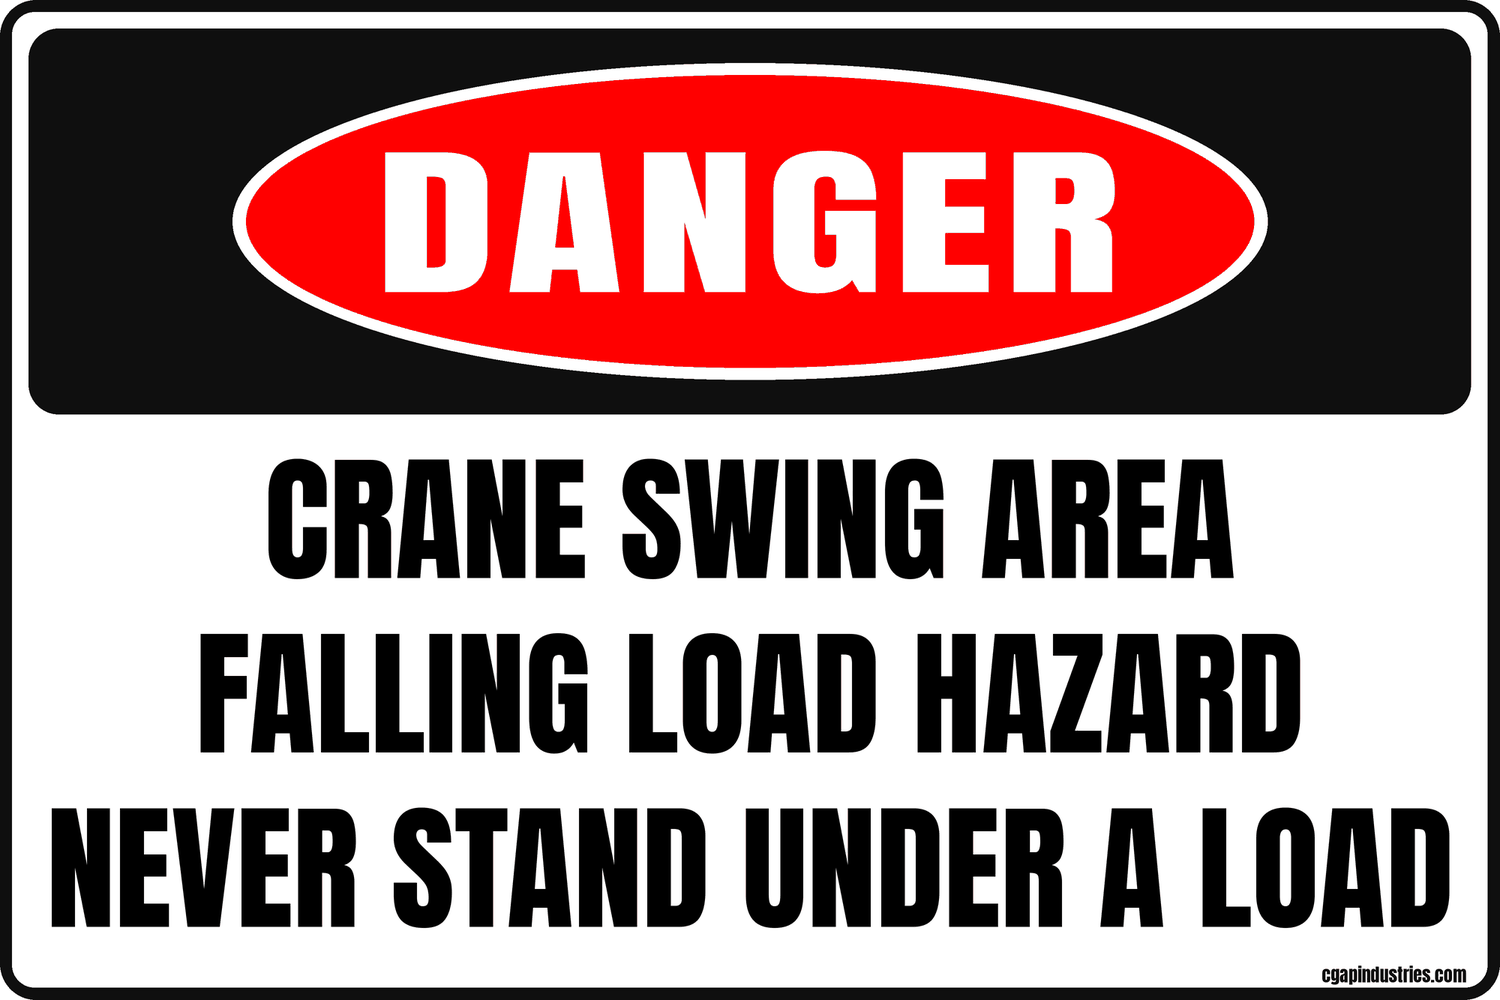 DANGER
CRANE SWING AREA
FALLING LOAD HAZARD
NEVER STAND UNDER A LOAD
cgapindustries.com